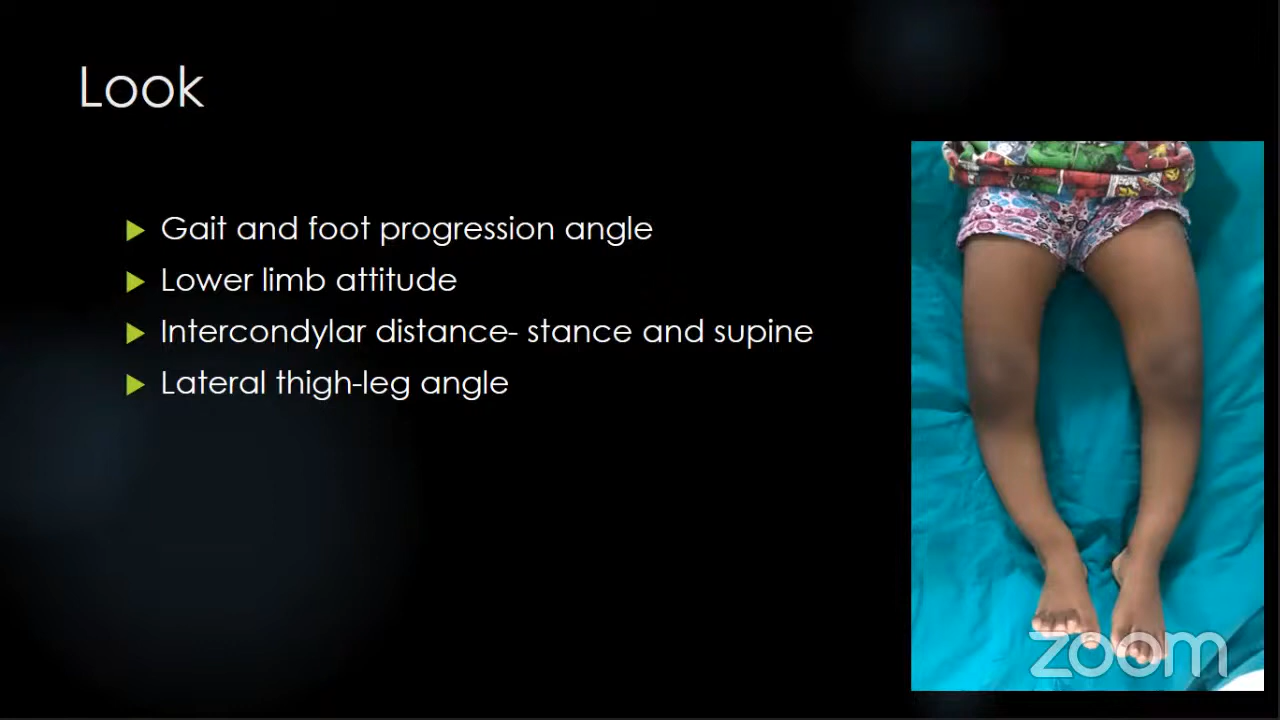 Look
Gait and foot progression angle
Lower limb attitude
Intercondylar distance- stance and supine
Lateral thigh-leg angle
zoom